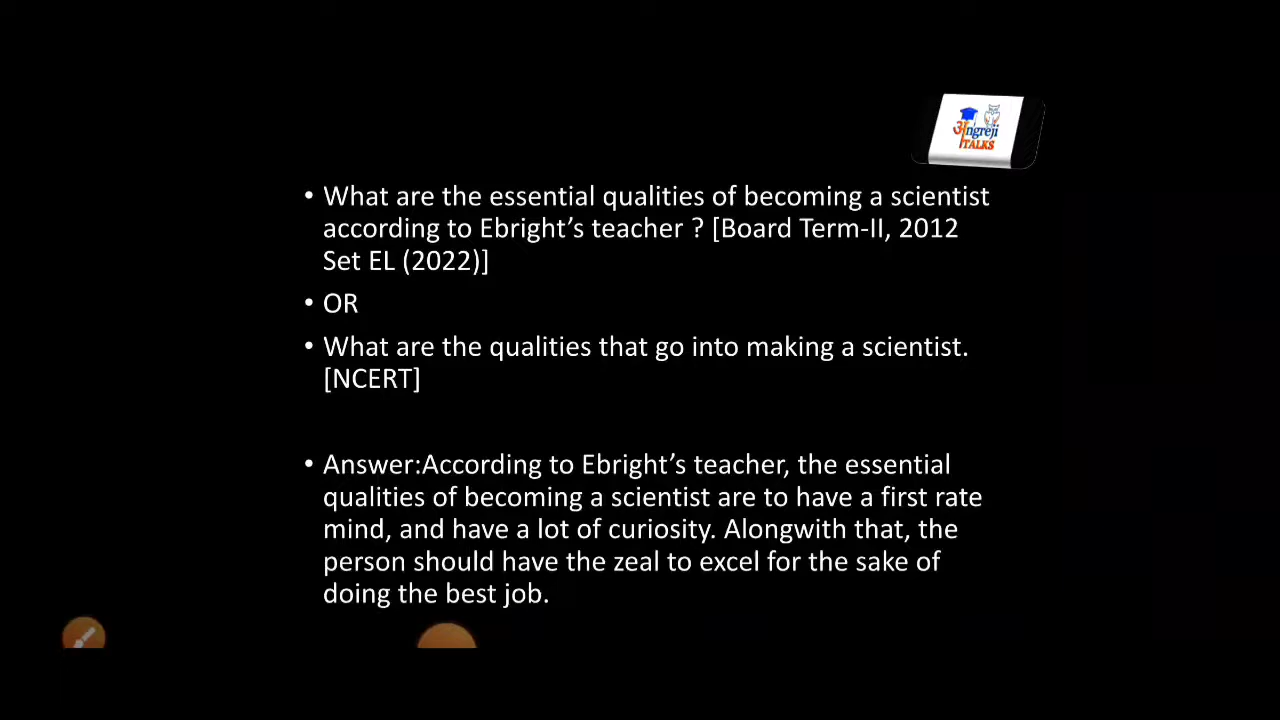 अंngreji
TALKS
• What are the essential qualities of becoming a scientist
according to Ebright’s teacher ? [Board Term-II, 2012
Set EL (2022)]
• OR
• What are the qualities that go into making a scientist.
[NCERT]
• Answer:According to Ebright’s teacher, the essential
qualities of becoming a scientist are to have a first rate
mind, and have a lot of curiosity. Alongwith that, the
person should have the zeal to excel for the sake of
doing the best job.